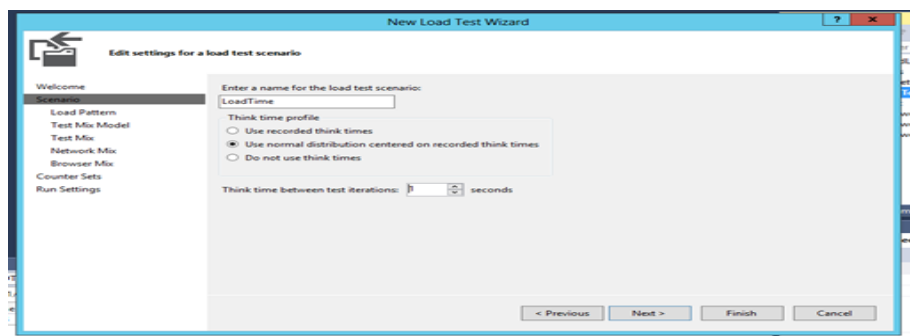 New Load Test Wizard
?
x
Edit settings for a load test scenario
Welcome
Scenario
Load Pattern
Test Mix Model
Test Mix
Network Mix
Browser Mix
Counter Sets
Run Settings
Enter a name for the load test scenario:
LoadTime
Think time profile
Use recorded think times
Use normal distribution centered on recorded think times
Do not use think times
Think time between test iterations: seconds
< Previous Next > Finish Cancel